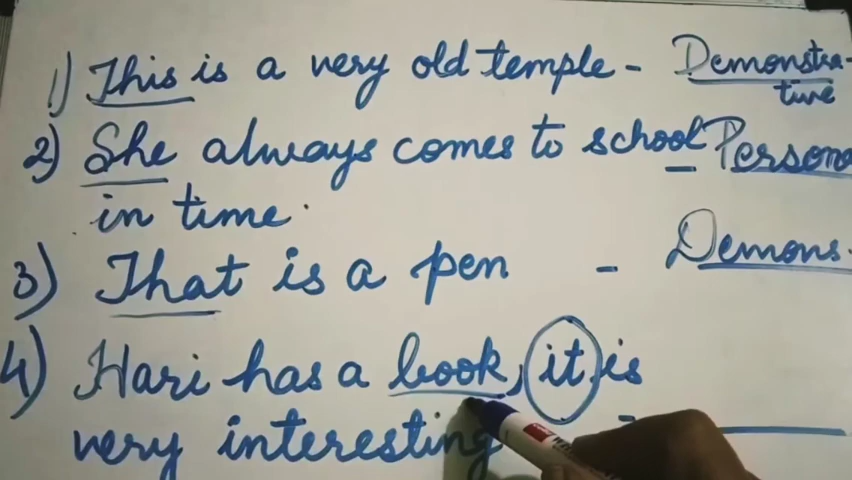 1) This is a very old temple - Demonstra-
tive
2) She always comes to school - Persona
in time.
3) That is a pen - Demons.
4) Hari has a book, it is
very interesting -